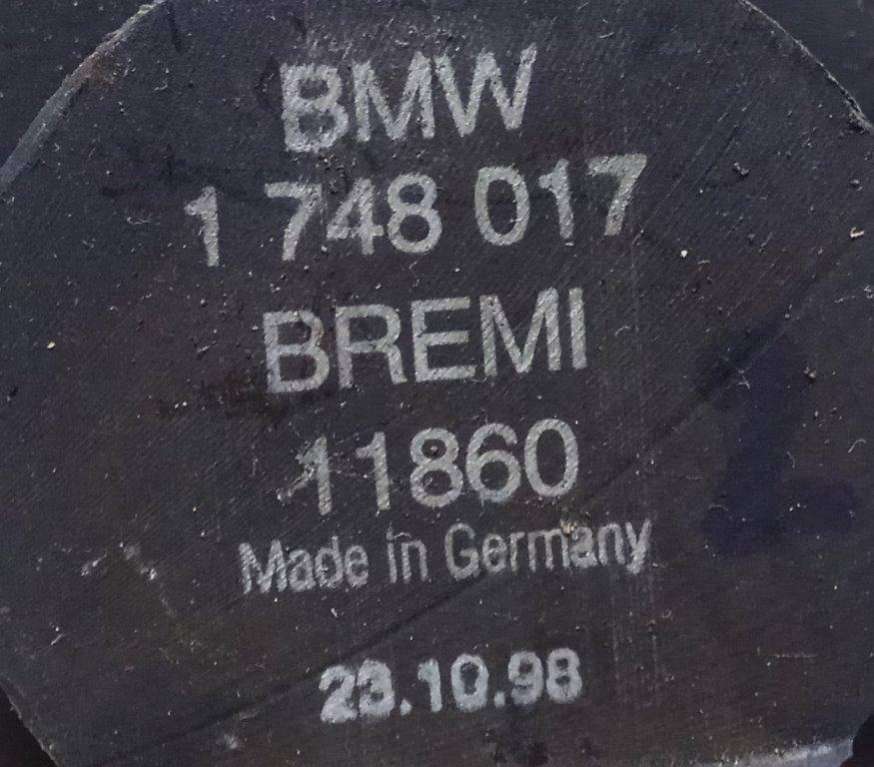 BMW
1 748 017
BREMI
11860
Made in Germany
23.10.98